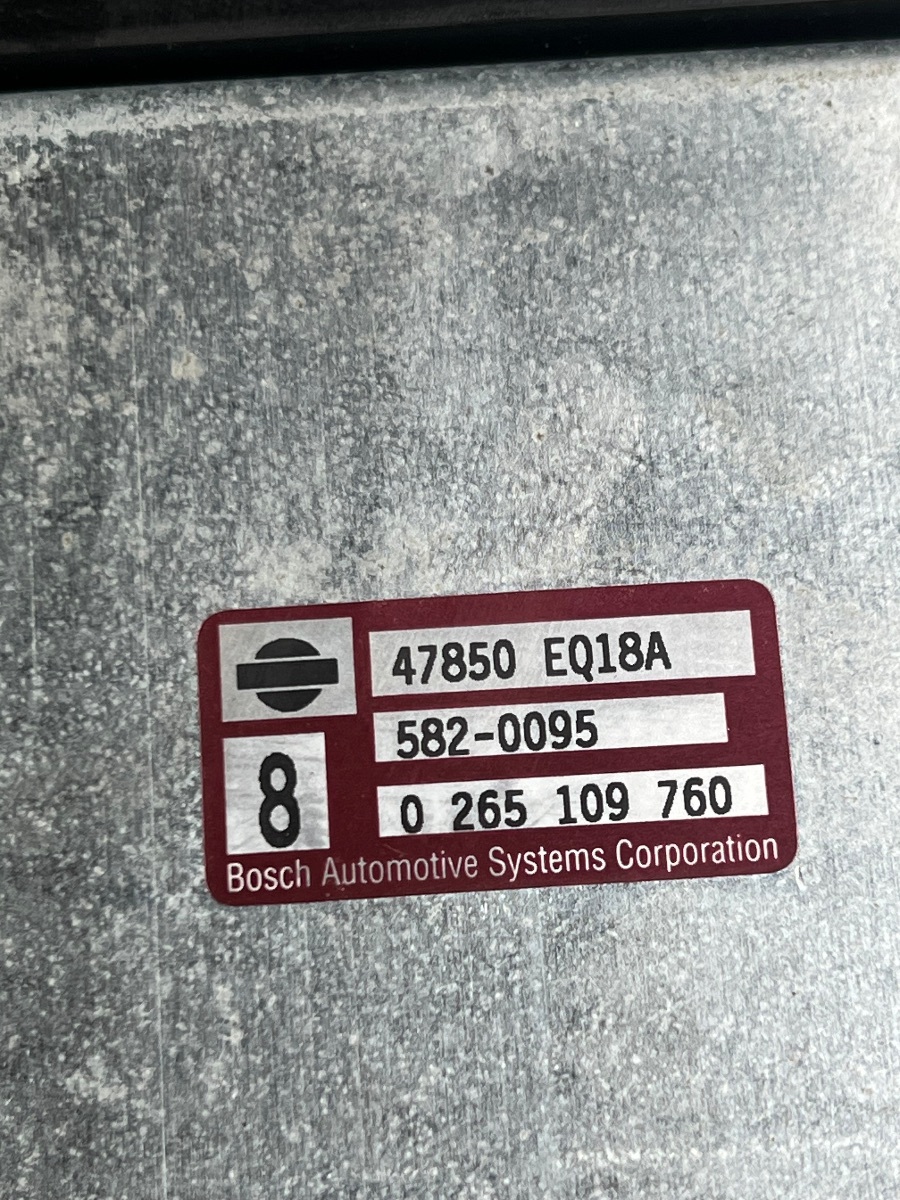 47850 EQ18A
582-0095
8
0 265 109 760
Bosch Automotive Systems Corporation